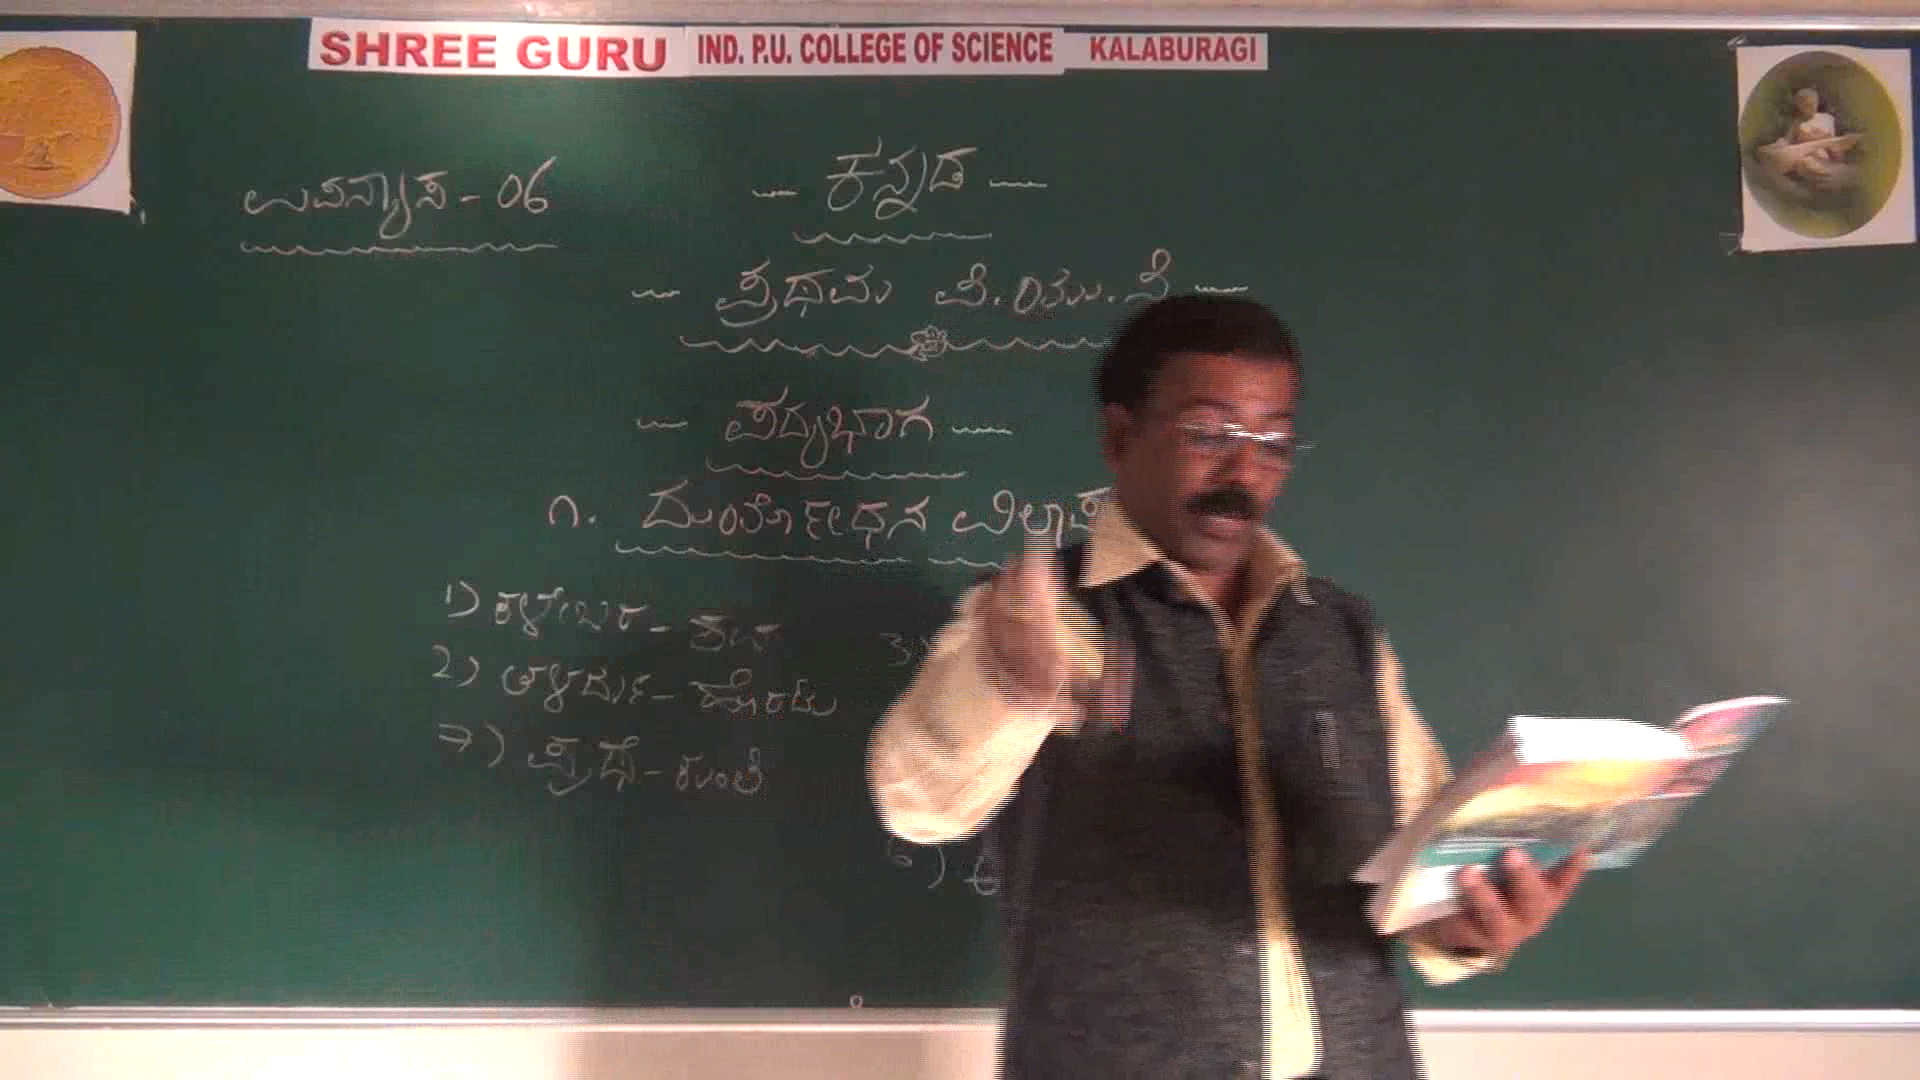 SHREE GURU IND. P.U. COLLEGE OF SCIENCE KALABURAGI
ಉಪನ್ಯಾಸ - 06
— ಕನ್ನಡ —
— ಪ್ರಥಮ ಪಿ.ಯು.ಸಿ —
— ಪದ್ಯಭಾಗ —
೧. ದುರ್ಯೋಧನ ವಿಲಾಪ
1) ಕಳೇಬರ - ಶವ
2) ತಳರ್ದು - ಹೊರಟು
3) ಪ್ರಥೆ - ಕುಂತಿ